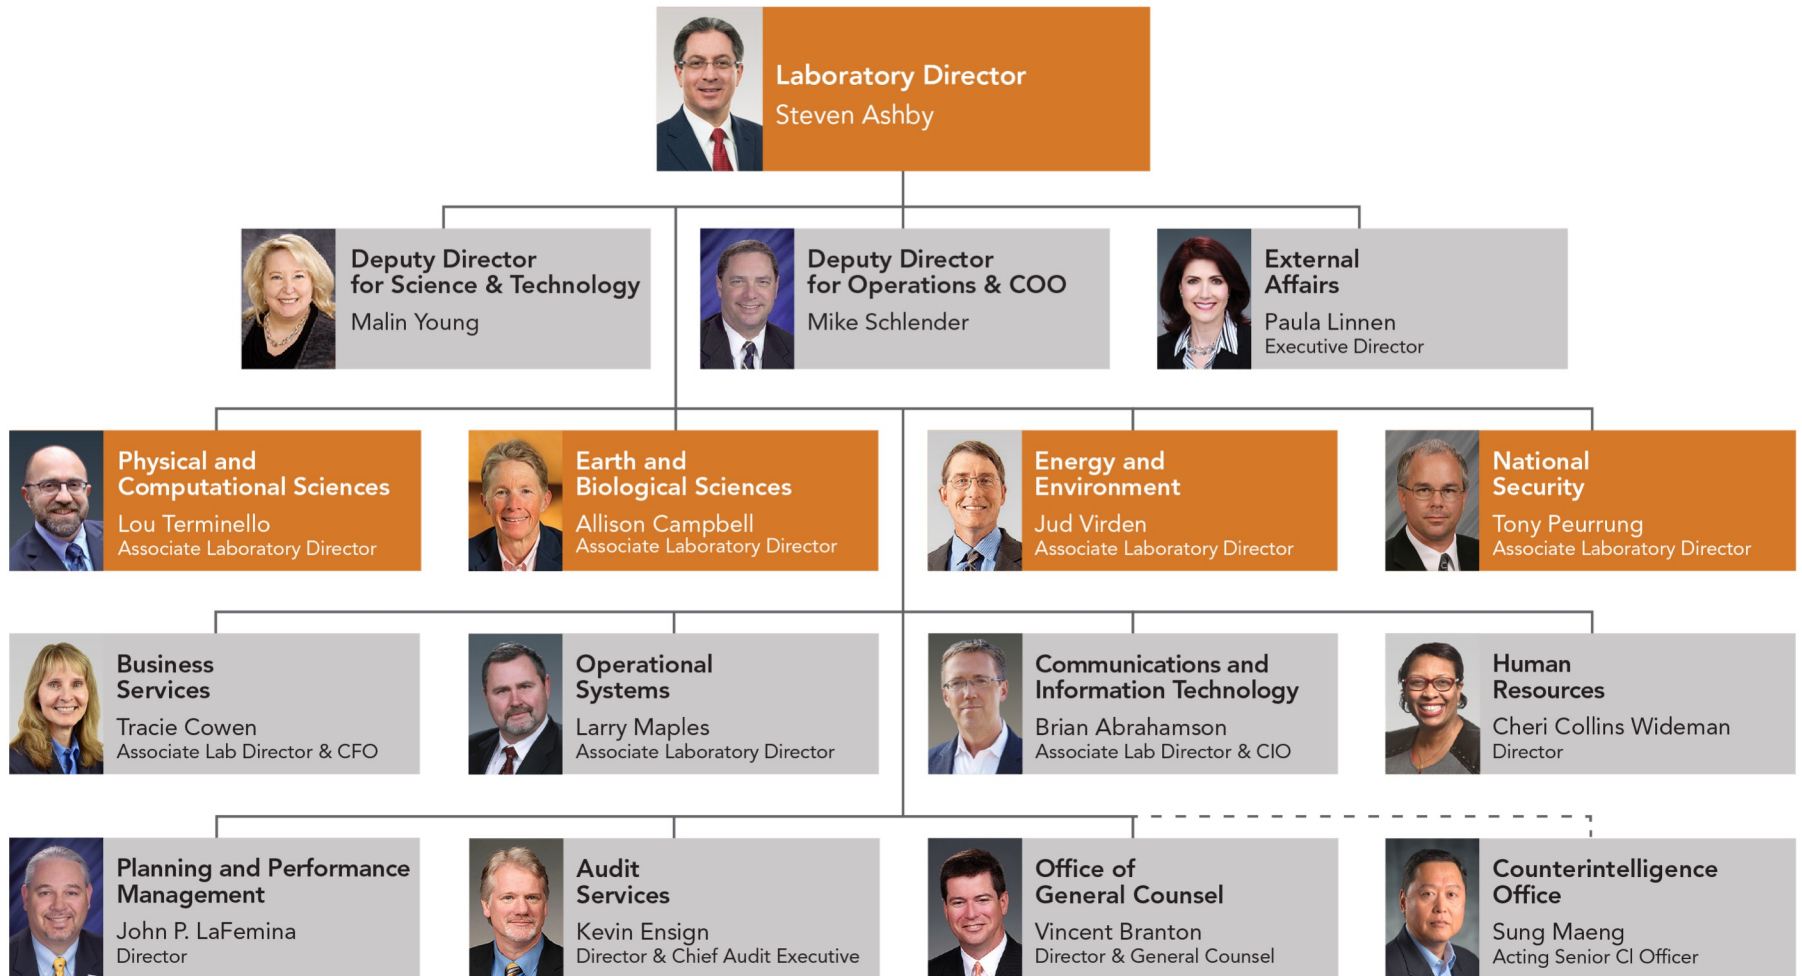 Laboratory Director
Steven Ashby
Deputy Director
for Science & Technology
Malin Young
Deputy Director
for Operations & COO
Mike Schlender
External
Affairs
Paula Linnen
Executive Director
Physical and
Computational Sciences
Lou Terminello
Associate Laboratory Director
Earth and
Biological Sciences
Allison Campbell
Associate Laboratory Director
Energy and
Environment
Jud Virden
Associate Laboratory Director
National
Security
Tony Peurrung
Associate Laboratory Director
Business
Services
Tracie Cowen
Associate Lab Director & CFO
Operational
Systems
Larry Maples
Associate Laboratory Director
Communications and
Information Technology
Brian Abrahamson
Associate Lab Director & CIO
Human
Resources
Cheri Collins Wideman
Director
Planning and Performance
Management
John P. LaFemina
Director
Audit
Services
Kevin Ensign
Director & Chief Audit Executive
Office of
General Counsel
Vincent Branton
Director & General Counsel
Counterintelligence
Office
Sung Maeng
Acting Senior CI Officer